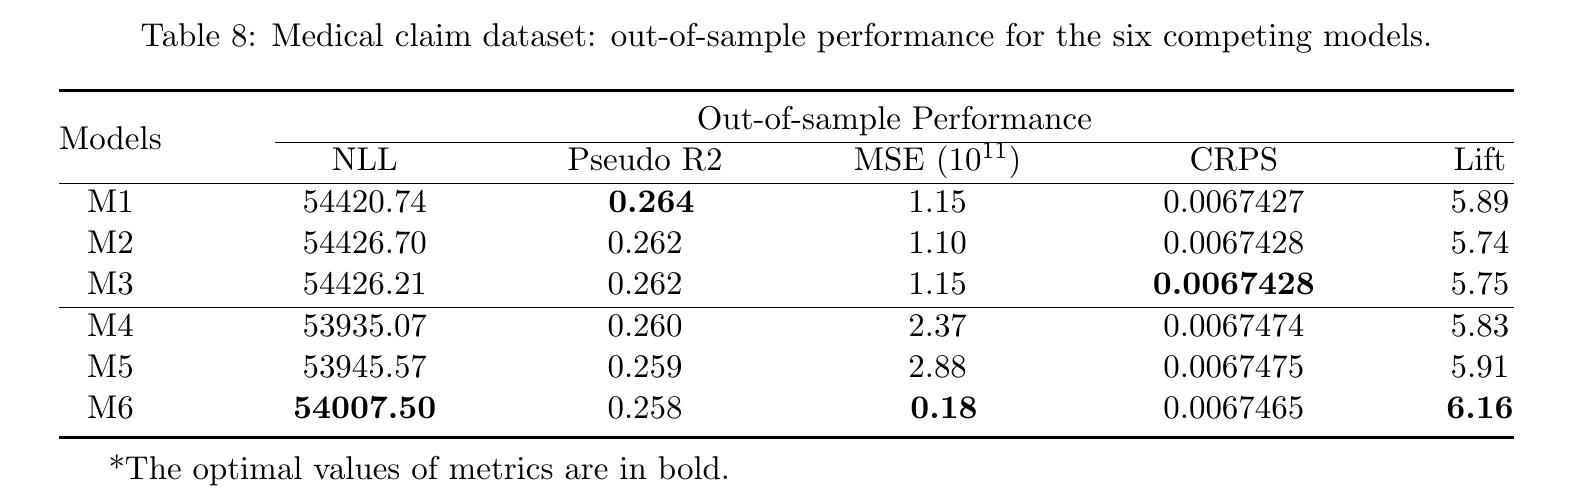 Table 8: Medical claim dataset: out-of-sample performance for the six competing models.
Models Out-of-sample Performance
NLL Pseudo R2 MSE (10^11) CRPS Lift
M1 54420.74 0.264 1.15 0.0067427 5.89
M2 54426.70 0.262 1.10 0.0067428 5.74
M3 54426.21 0.262 1.15 0.0067428 5.75
M4 53935.07 0.260 2.37 0.0067474 5.83
M5 53945.57 0.259 2.88 0.0067475 5.91
M6 54007.50 0.258 0.18 0.0067465 6.16
*The optimal values of metrics are in bold.